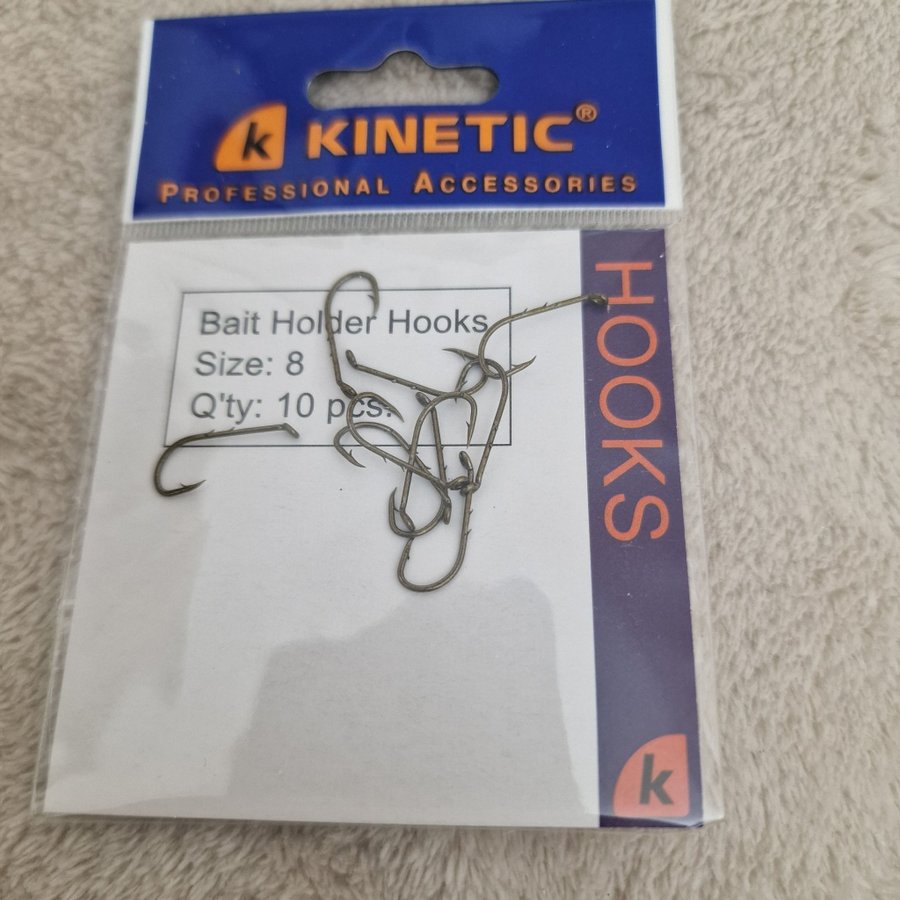 k KINETIC®
PROFESSIONAL ACCESSORIES
Bait Holder Hooks
Size: 8
Q'ty: 10 pcs.
HOOKS
k